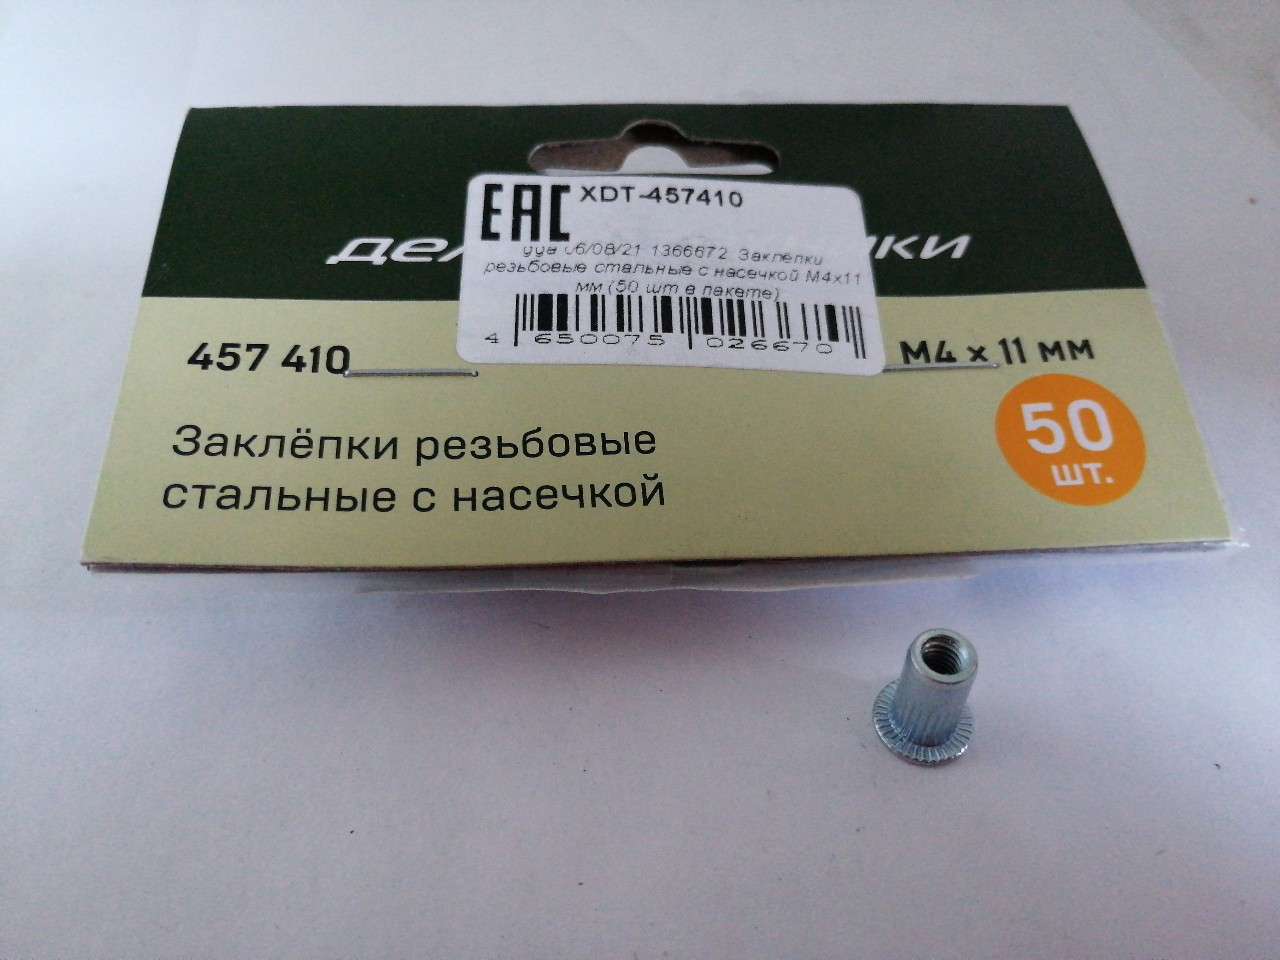 EAC XDT-457410
06/08/21 1366672 Заклёпки
резьбовые стальные с насечкой М4х11
мм (50 шт в пакете)
4 650075 026670
457 410
М4 х 11 мм
50
шт.
Заклёпки резьбовые
стальные с насечкой